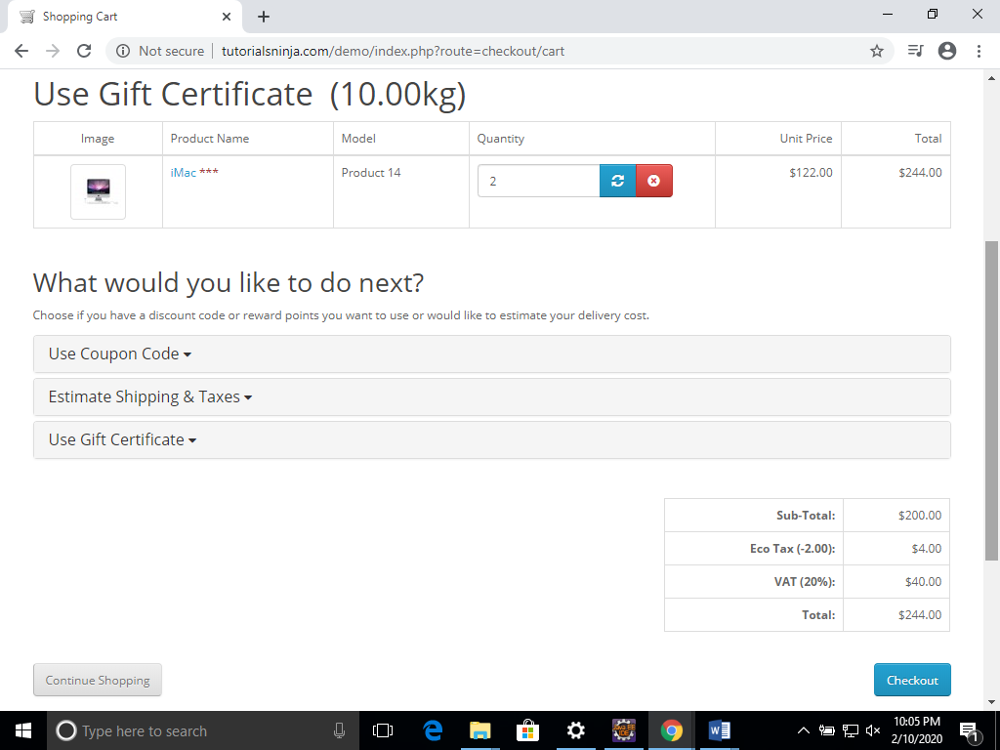 Shopping Cart
Not secure | tutorialsninja.com/demo/index.php?route=checkout/cart
Use Gift Certificate (10.00kg)
Image Product Name Model Quantity Unit Price Total
iMac *** Product 14 2 $122.00 $244.00
What would you like to do next?
Choose if you have a discount code or reward points you want to use or would like to estimate your delivery cost.
Use Coupon Code
Estimate Shipping & Taxes
Use Gift Certificate
Sub-Total: $200.00
Eco Tax (-2.00): $4.00
VAT (20%): $40.00
Total: $244.00
Continue Shopping Checkout
Type here to search
10:05 PM
2/10/2020
1